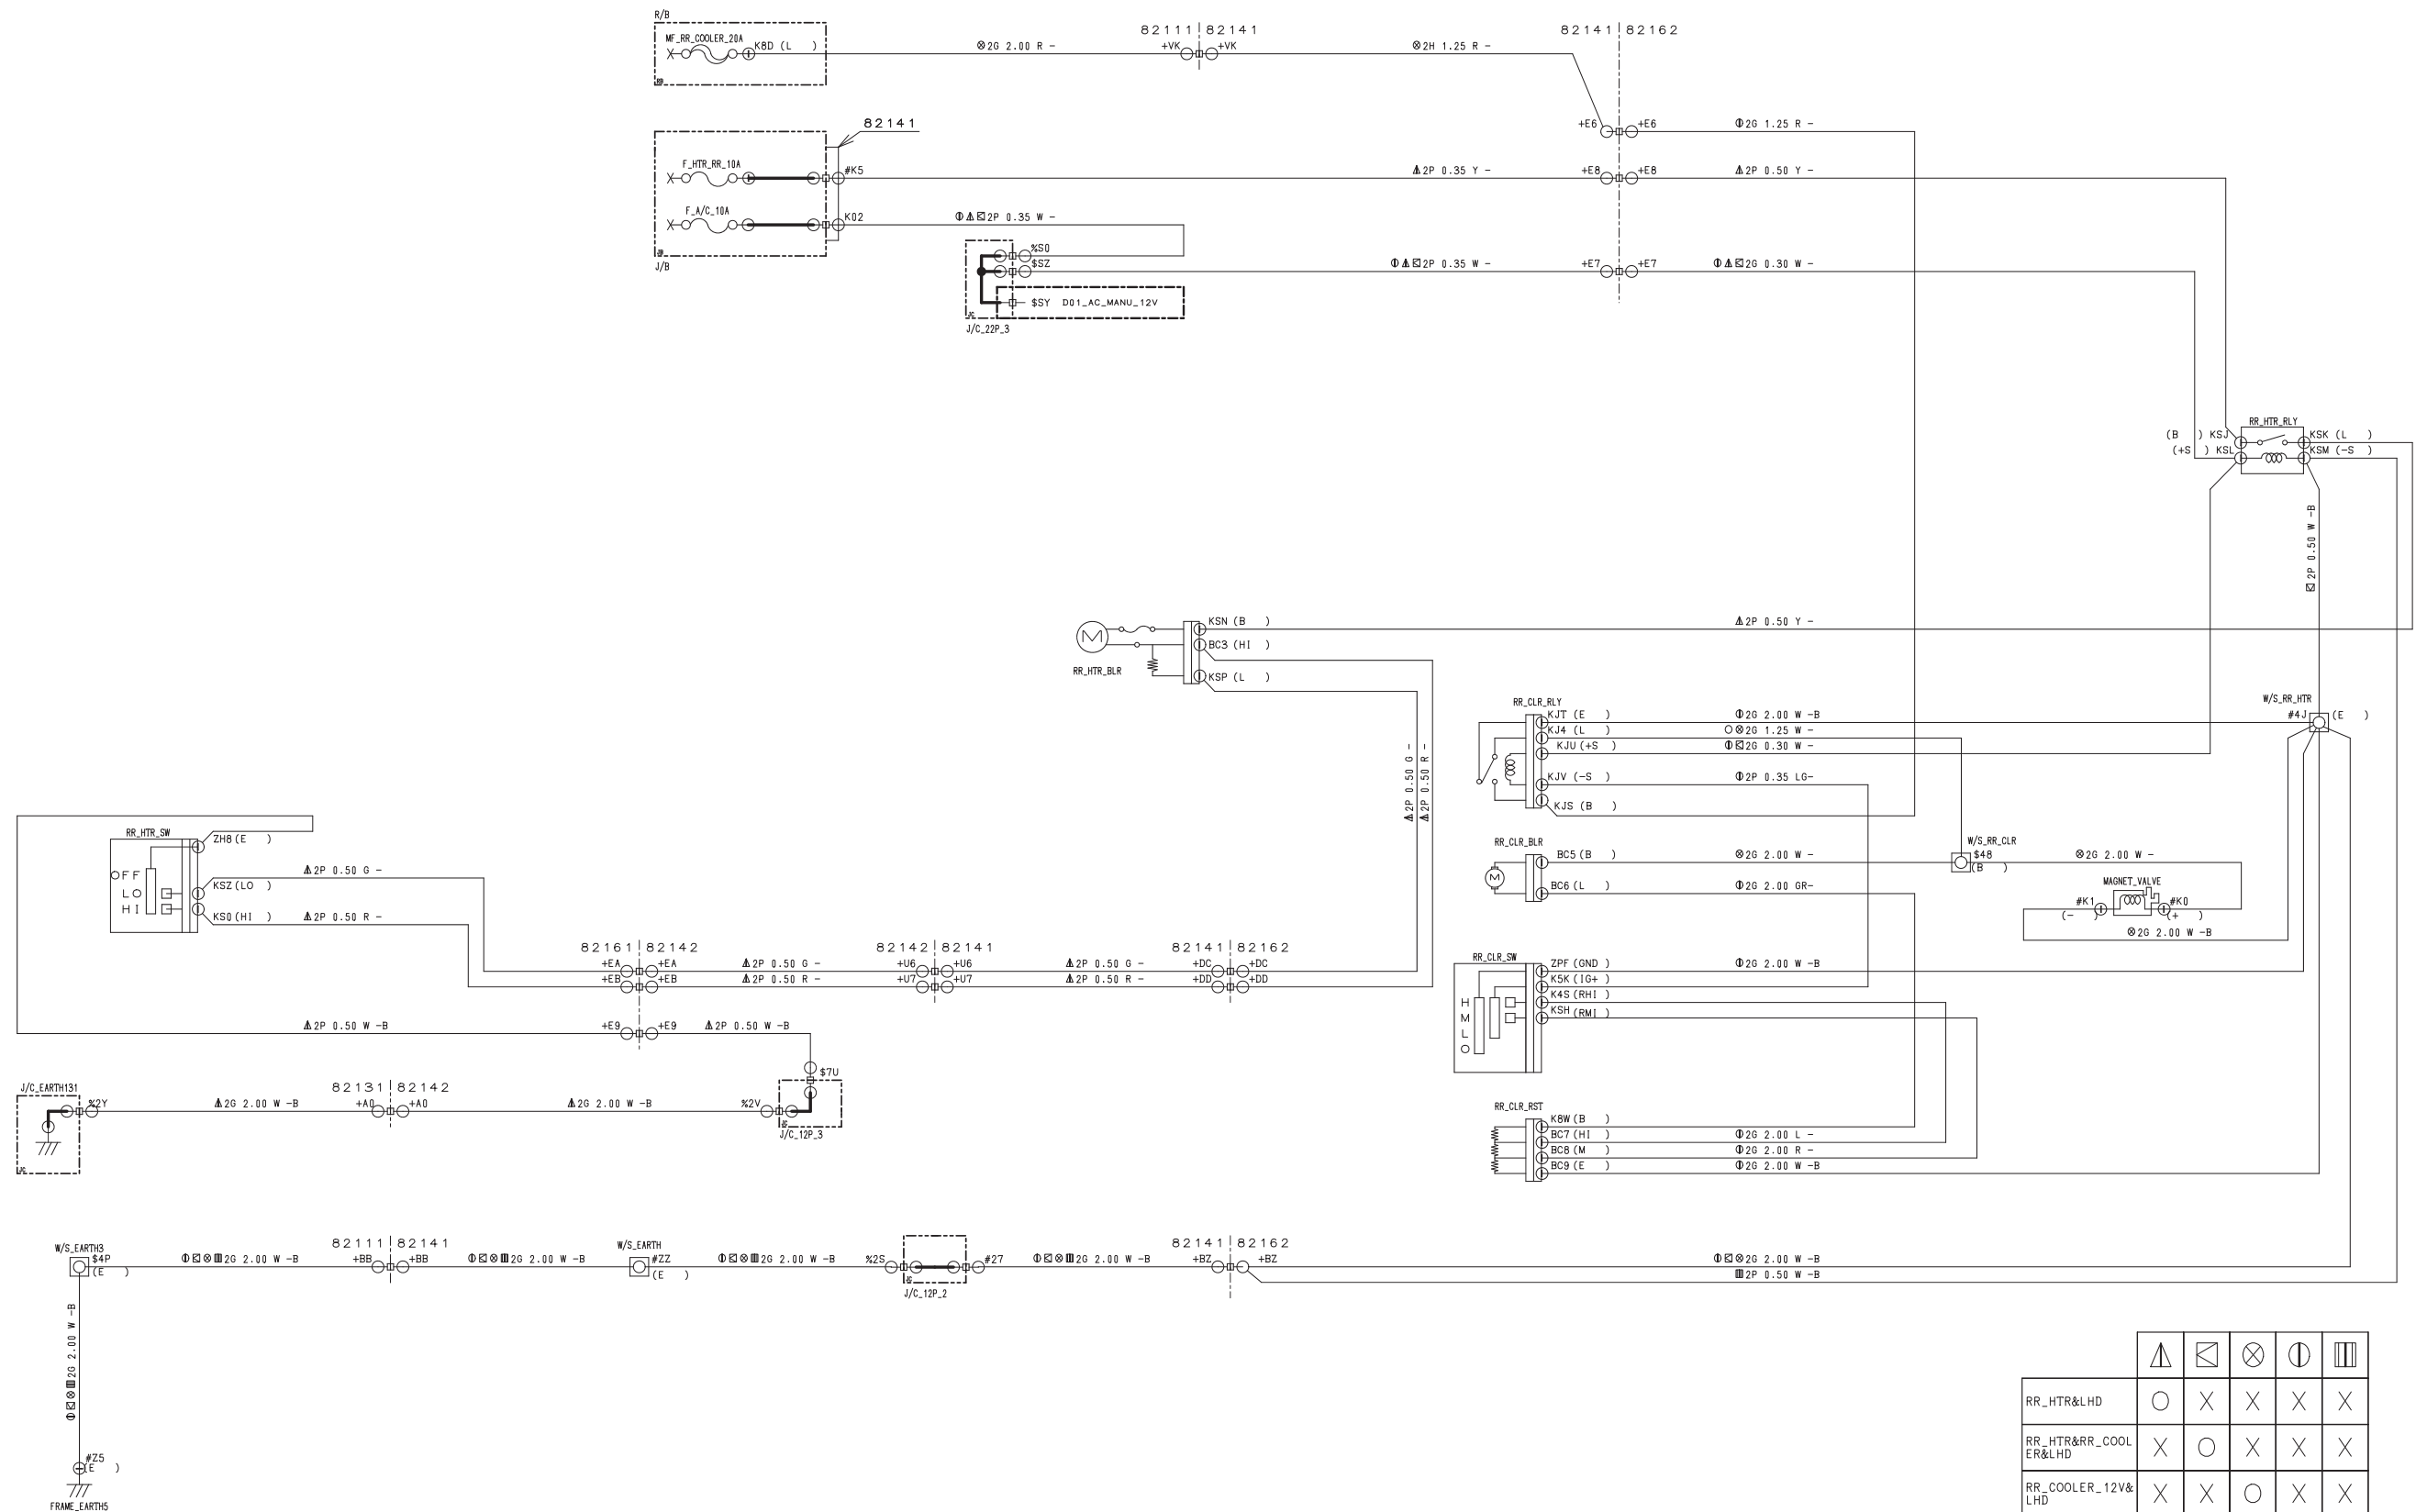 R/B
MF_RR_COOLER_20A
K8D (L )
2G 2.00 R -
82111 82141
+VK +VK
2H 1.25 R -
82141 82162
+E6 +E6
2G 1.25 R -
82141
F_HTR_RR_10A
#K5
2P 0.35 Y -
+E8 +E8
2P 0.50 Y -
F_A/C_10A
K02
2P 0.35 W -
J/B
%S0
$SZ
2P 0.35 W -
+E7 +E7
2G 0.30 W -
$SY D01_AC_MANU_12V
J/C_22P_3
RR_HTR_RLY
(B ) KSJ
KSK (L )
(+S ) KSL
KSM (-S )
2P 0.50 W -B
KSN (B )
2P 0.50 Y -
BC3 (HI )
RR_HTR_BLR
KSP (L )
2P 0.50 G -
2P 0.50 R -
W/S_RR_HTR
RR_CLR_RLY
KJT (E )
2G 2.00 W -B
#4J (E )
KJ4 (L )
2G 1.25 W -
KJU (+S )
2G 0.30 W -
KJV (-S )
2P 0.35 LG-
KJS (B )
RR_HTR_SW
ZH8 (E )
OFF
LO
HI
2P 0.50 G -
KSZ (LO )
KS0 (HI )
2P 0.50 R -
RR_CLR_BLR
W/S_RR_CLR
BC5 (B )
2G 2.00 W -
$48
(B )
2G 2.00 W -
BC6 (L )
2G 2.00 GR-
MAGNET_VALVE
#K1
(- )
#K0
(+ )
2G 2.00 W -B
82161 82142
82142 82141
82141 82162
+EA +EA
2P 0.50 G -
+U6 +U6
2P 0.50 G -
+DC +DC
+EB +EB
2P 0.50 R -
+U7 +U7
2P 0.50 R -
+DD +DD
RR_CLR_SW
ZPF (GND )
2G 2.00 W -B
K5K (IG+ )
K4S (RHI )
KSH (RMI )
H
M
L
O
2P 0.50 W -B
+E9 +E9
2P 0.50 W -B
$7U
J/C_EARTH131
82131 82142
%2Y
2G 2.00 W -B
+A0 +A0
2G 2.00 W -B
%2V
J/C_12P_3
RR_CLR_RST
K8W (B )
BC7 (HI )
2G 2.00 L -
BC8 (M )
2G 2.00 R -
BC9 (E )
2G 2.00 W -B
W/S_EARTH3
82111 82141
W/S_EARTH
82141 82162
$4P
(E )
2G 2.00 W -B
+BB +BB
2G 2.00 W -B
#ZZ
(E )
2G 2.00 W -B
%2S
#27
2G 2.00 W -B
+BZ +BZ
2G 2.00 W -B
2P 0.50 W -B
J/C_12P_2
2G 2.00 W -B
#Z5
(E )
FRAME_EARTH5
RR_HTR&LHD O X X X X
RR_HTR&RR_COOL
ER&LHD X O X X X
RR_COOLER_12V&
LHD X X O X X